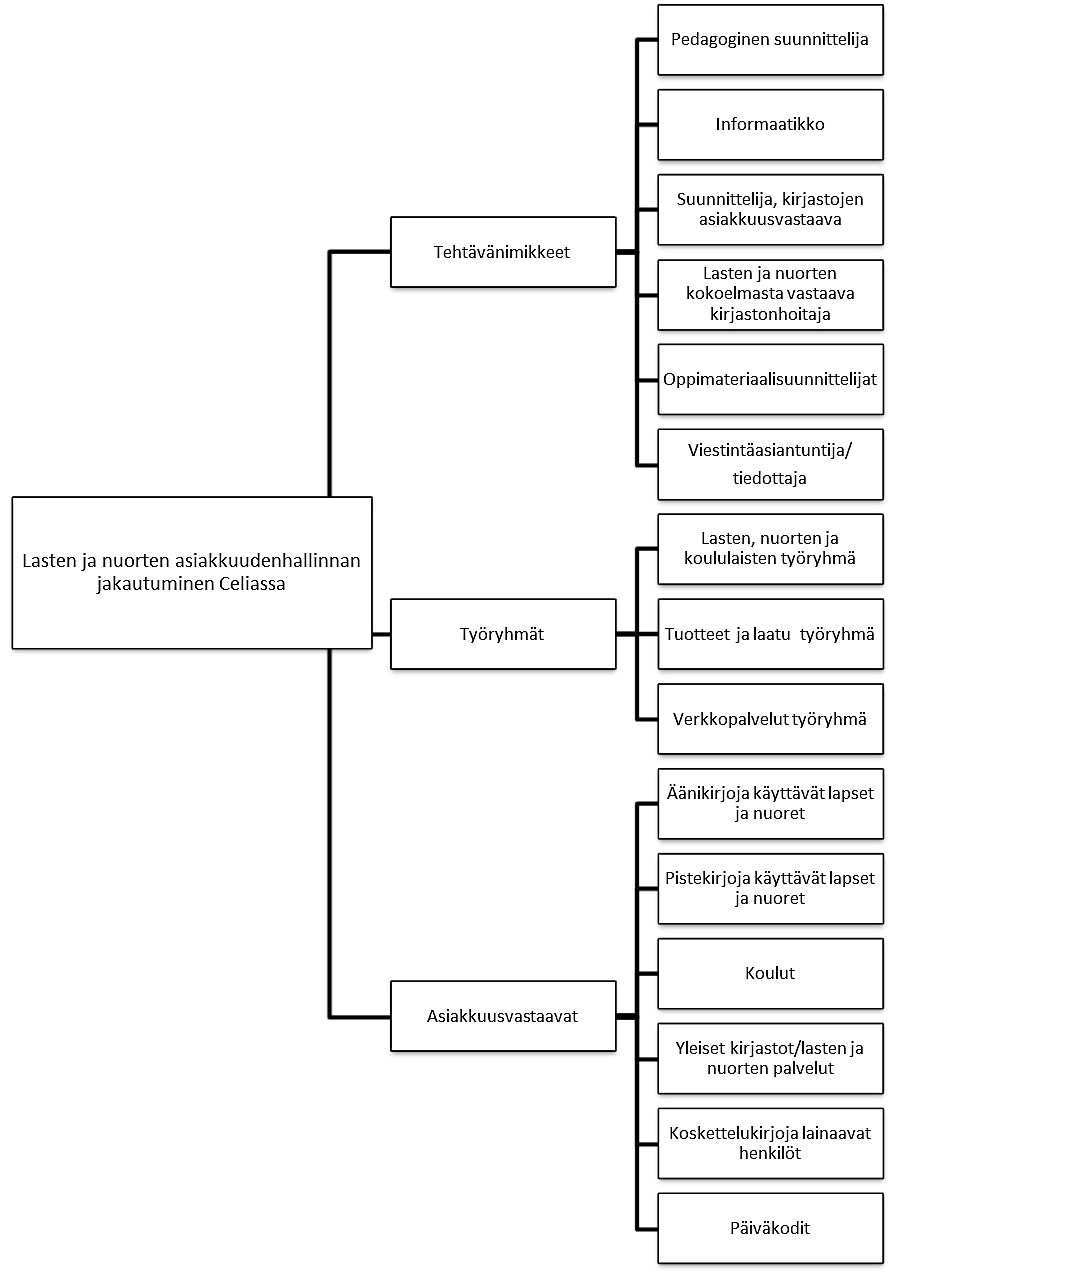 Lasten ja nuorten asiakkuudenhallinnan
jakautuminen Celiassa
Tehtävänimikkeet
Pedagoginen suunnittelija
Informaatikko
Suunnittelija, kirjastojen
asiakkuusvastaava
Lasten ja nuorten
kokoelmasta vastaava
kirjastonhoitaja
Oppimateriaalisuunnittelijat
Viestintäasiantuntija/
tiedottaja
Työryhmät
Lasten, nuorten ja
koululaisten työryhmä
Tuotteet ja laatu työryhmä
Verkkopalvelut työryhmä
Asiakkuusvastaavat
Äänikirjoja käyttävät lapset
ja nuoret
Pistekirjoja käyttävät lapset
ja nuoret
Koulut
Yleiset kirjastot/lasten ja
nuorten palvelut
Koskettelukirjoja lainaavat
henkilöt
Päiväkodit